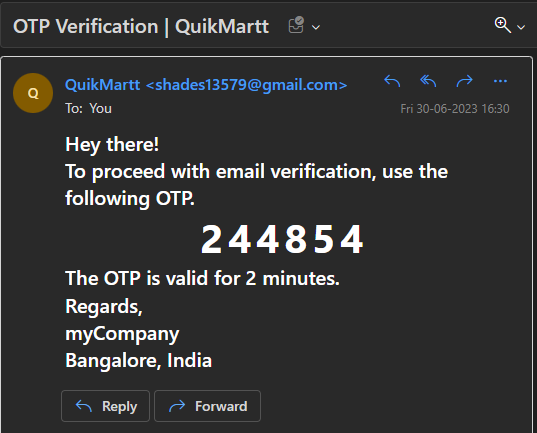 OTP Verification | QuikMartt
Q
QuikMartt <shades13579@gmail.com>
To: You
Fri 30-06-2023 16:30
Hey there!
To proceed with email verification, use the
following OTP.
244854
The OTP is valid for 2 minutes.
Regards,
myCompany
Bangalore, India
Reply
Forward